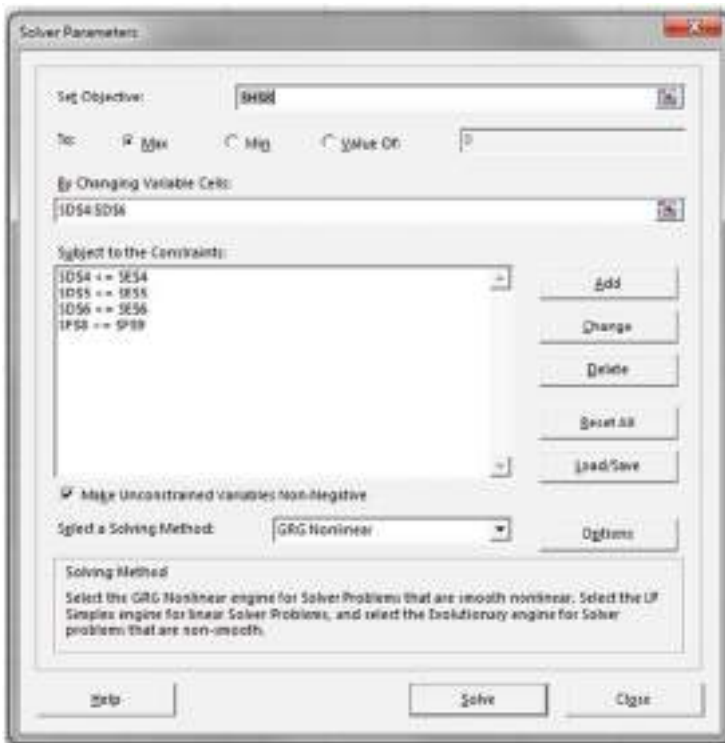 Solver Parameters
Set Objective:
To:
Max
Min
Value Of:
0
By Changing Variable Cells:
$D$4:$D$6
Subject to the Constraints:
$D$4 <= $E$4
$D$5 <= $E$5
$D$6 <= $E$6
Add
Change
Delete
Reset All
Load/Save
Make Unconstrained Variables Non-Negative
Select a Solving Method:
GRG Nonlinear
Options
Solving Method
Select the GRG Nonlinear engine for Solver Problems that are smooth nonlinear. Select the LP
Simplex engine for linear Solver Problems, and select the Evolutionary engine for Solver
problems that are non-smooth.
Help
Solve
Close